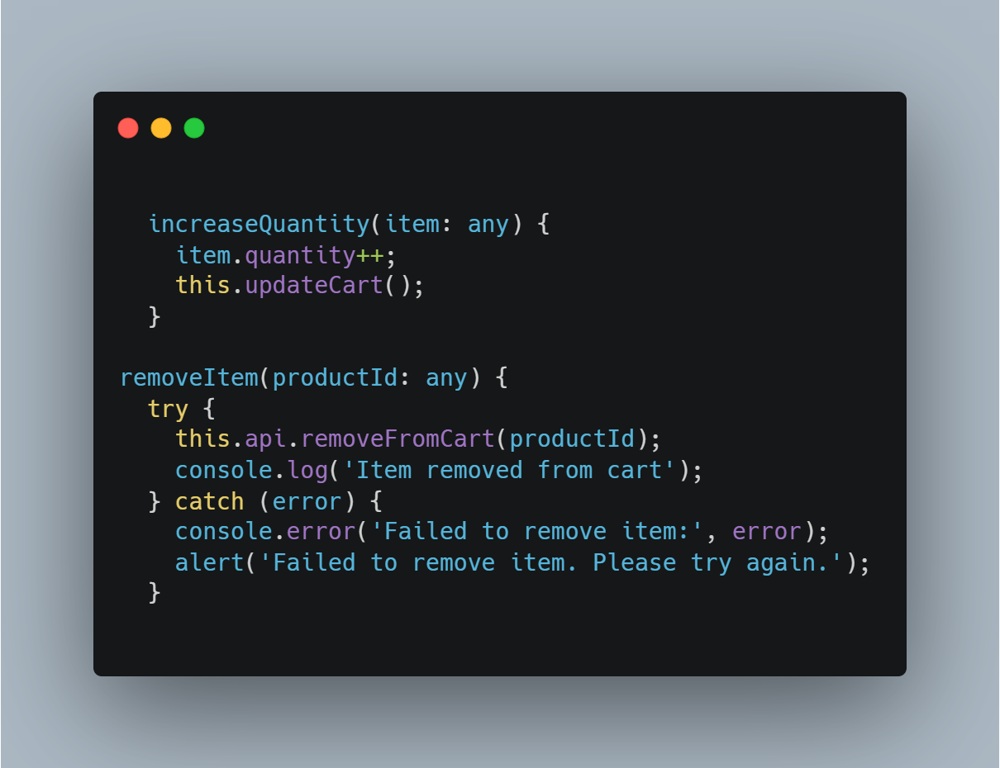 increaseQuantity(item: any) {
item.quantity++;
this.updateCart();
}
removeItem(productId: any) {
try {
this.api.removeFromCart(productId);
console.log('Item removed from cart');
} catch (error) {
console.error('Failed to remove item:', error);
alert('Failed to remove item. Please try again.');
}